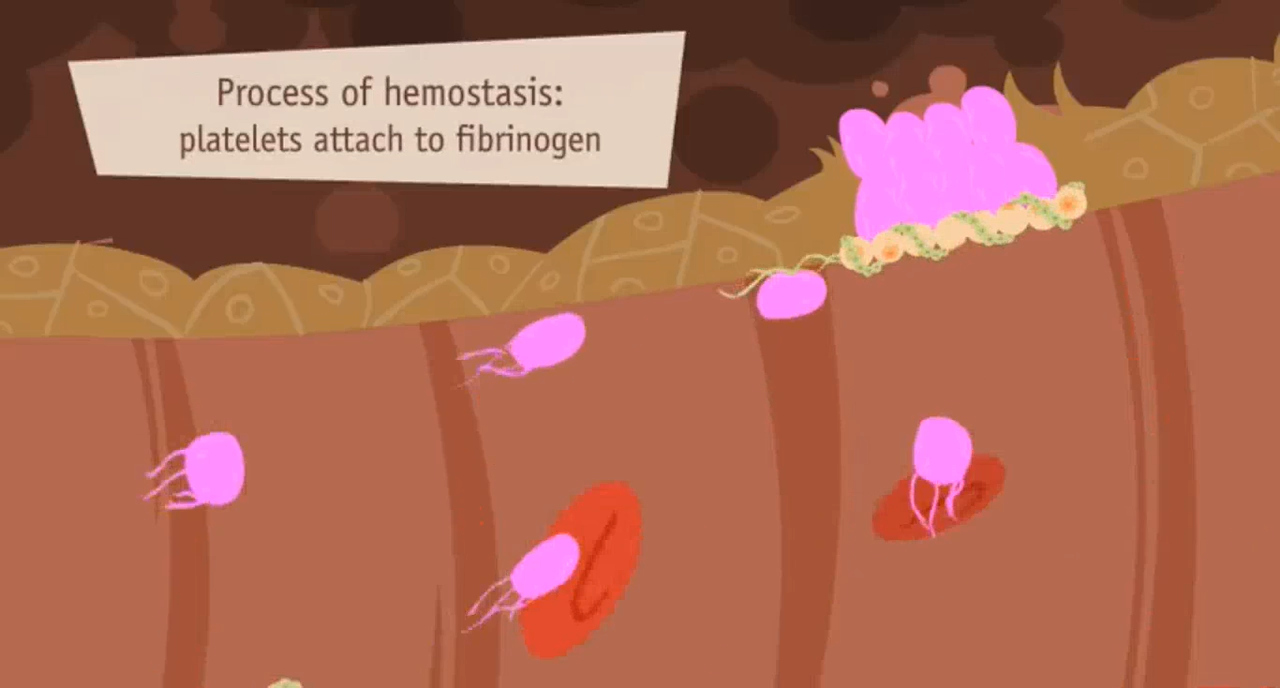 Process of hemostasis:
platelets attach to fibrinogen